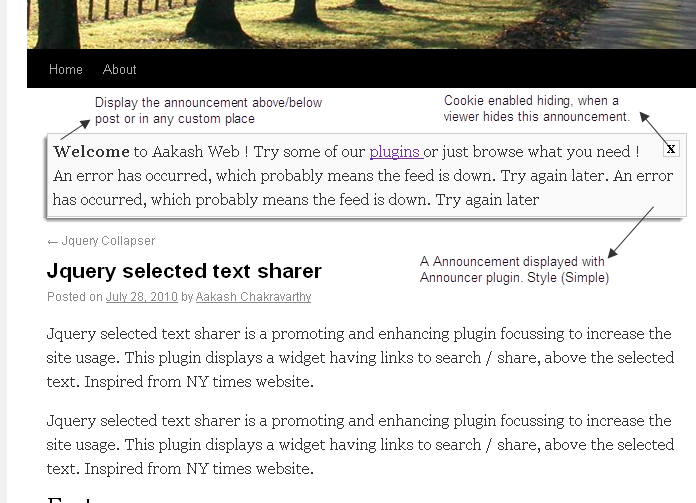 Home About
Display the announcement above/below
post or in any custom place
Cookie enabled hiding, when a
viewer hides this announcement.
Welcome to Aakash Web ! Try some of our plugins or just browse what you need ! x
An error has occurred, which probably means the feed is down. Try again later. An error
has occurred, which probably means the feed is down. Try again later
← Jquery Collapser
A Announcement displayed with
Announcer plugin. Style (Simple)
Jquery selected text sharer
Posted on July 28, 2010 by Aakash Chakravarthy
Jquery selected text sharer is a promoting and enhancing plugin focussing to increase the
site usage. This plugin displays a widget having links to search / share, above the selected
text. Inspired from NY times website.
Jquery selected text sharer is a promoting and enhancing plugin focussing to increase the
site usage. This plugin displays a widget having links to search / share, above the selected
text. Inspired from NY times website.